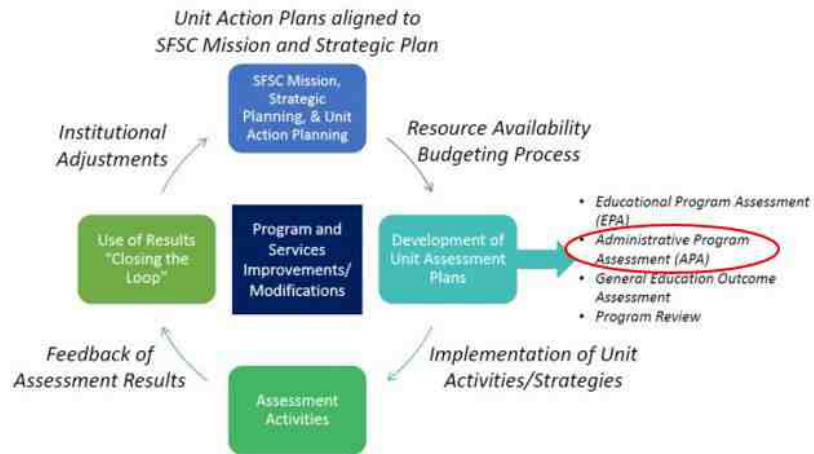 Unit Action Plans aligned to
SFSC Mission and Strategic Plan
SFSC Mission,
Strategic
Planning, & Unit
Action Planning
Institutional
Adjustments
Resource Availability
Budgeting Process
Use of Results
"Closing the
Loop"
Program and
Services
Improvements/
Modifications
Development of
Unit Assessment
Plans
• Educational Program Assessment
(EPA)
• Administrative Program
Assessment (APA)
• General Education Outcome
Assessment
• Program Review
Feedback of
Assessment Results
Assessment
Activities
Implementation of Unit
Activities/Strategies